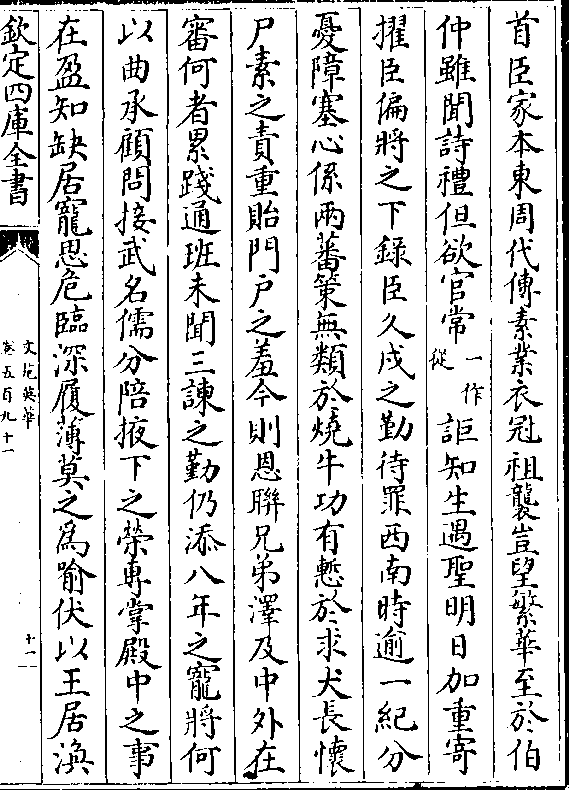 首臣家本東周代傳素業衣冠祖襲豈望繁華至於伯
仲雖聞詩禮但欲官常一作從詎知生遇聖明日加重寄
擢臣偏將之下錄臣久戍之勤待罪西南時逾一紀分
憂障塞心係兩蕃策無類於燒牛功有慙於求犬長懷
尸素之責重貽門户之羞今則恩聨兄弟澤及中外在
審何者累踐通班未聞三諫之勤仍添八年之寵將何
以曲承顧問接武名儒分陪掖下之榮專掌殿中之事
在盈知缺居寵思危臨深履薄莫之為喻伏以王居渙
欽定四庫全書
文苑英華
卷五百九十一
十一